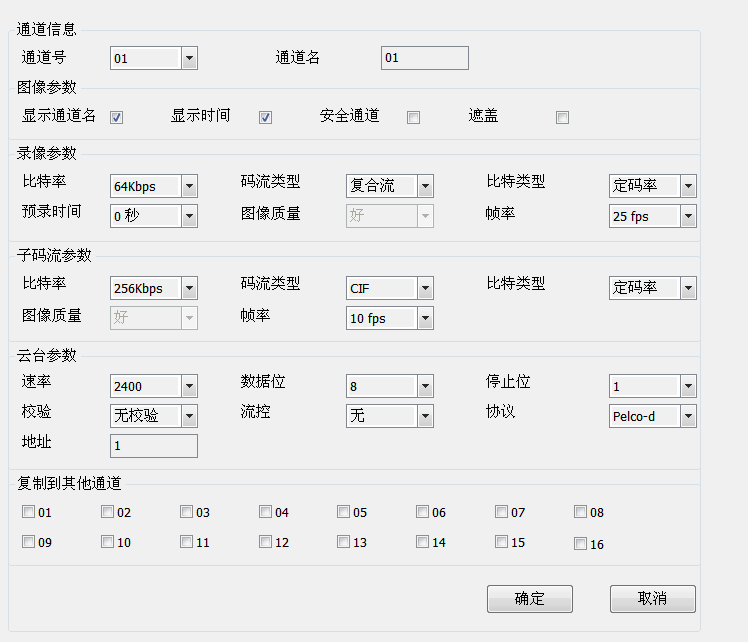 通道信息
通道号 01 通道名 01
图像参数
显示通道名 显示时间 安全通道 遮盖
录像参数
比特率 64Kbps 码流类型 复合流 比特类型 定码率
预录时间 0 秒 图像质量 好 帧率 25 fps
子码流参数
比特率 256Kbps 码流类型 CIF 比特类型 定码率
图像质量 好 帧率 10 fps
云台参数
速率 2400 数据位 8 停止位 1
校验 无校验 流控 无 协议 Pelco-d
地址 1
复制到其他通道
01 02 03 04 05 06 07 08
09 10 11 12 13 14 15 16
确定 取消